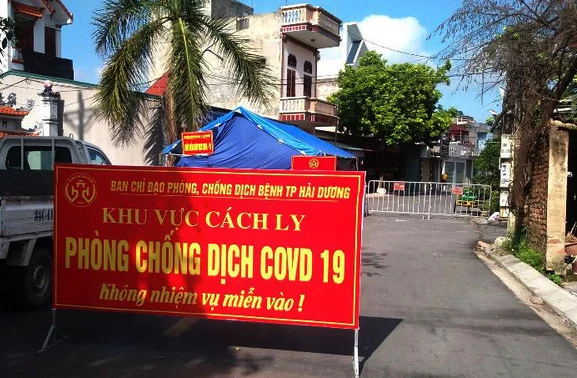 BAN CHỈ ĐẠO PHÒNG, CHỐNG DỊCH BỆNH TP HẢI DƯƠNG
KHU VỰC CÁCH LY
PHÒNG CHỐNG DỊCH COVD 19
Không nhiệm vụ miễn vào !